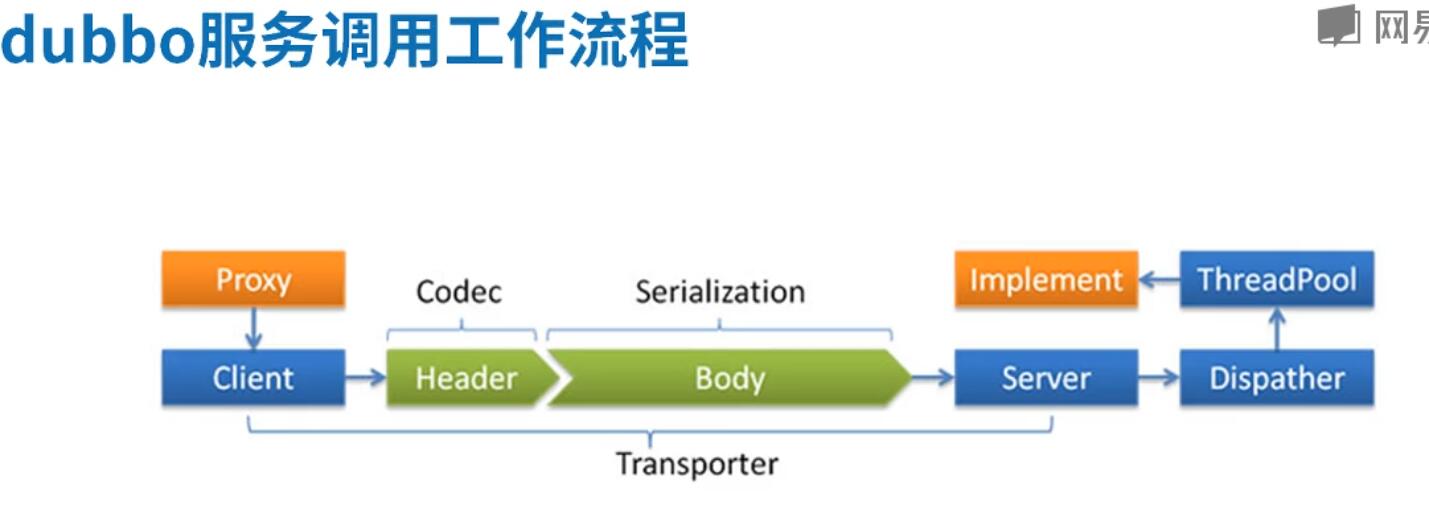 dubbo服务调用工作流程
网易
Proxy
Codec
Serialization
Implement
ThreadPool
Client
Header
Body
Server
Dispather
Transporter